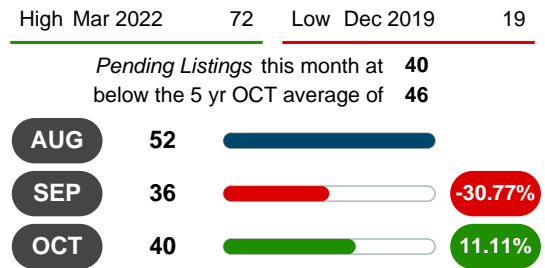 High Mar 2022 72 Low Dec 2019 19
Pending Listings this month at 40
below the 5 yr OCT average of 46
AUG 52
SEP 36 -30.77%
OCT 40 11.11%